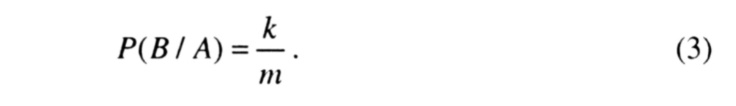 P(B / A) = k/m. (3)